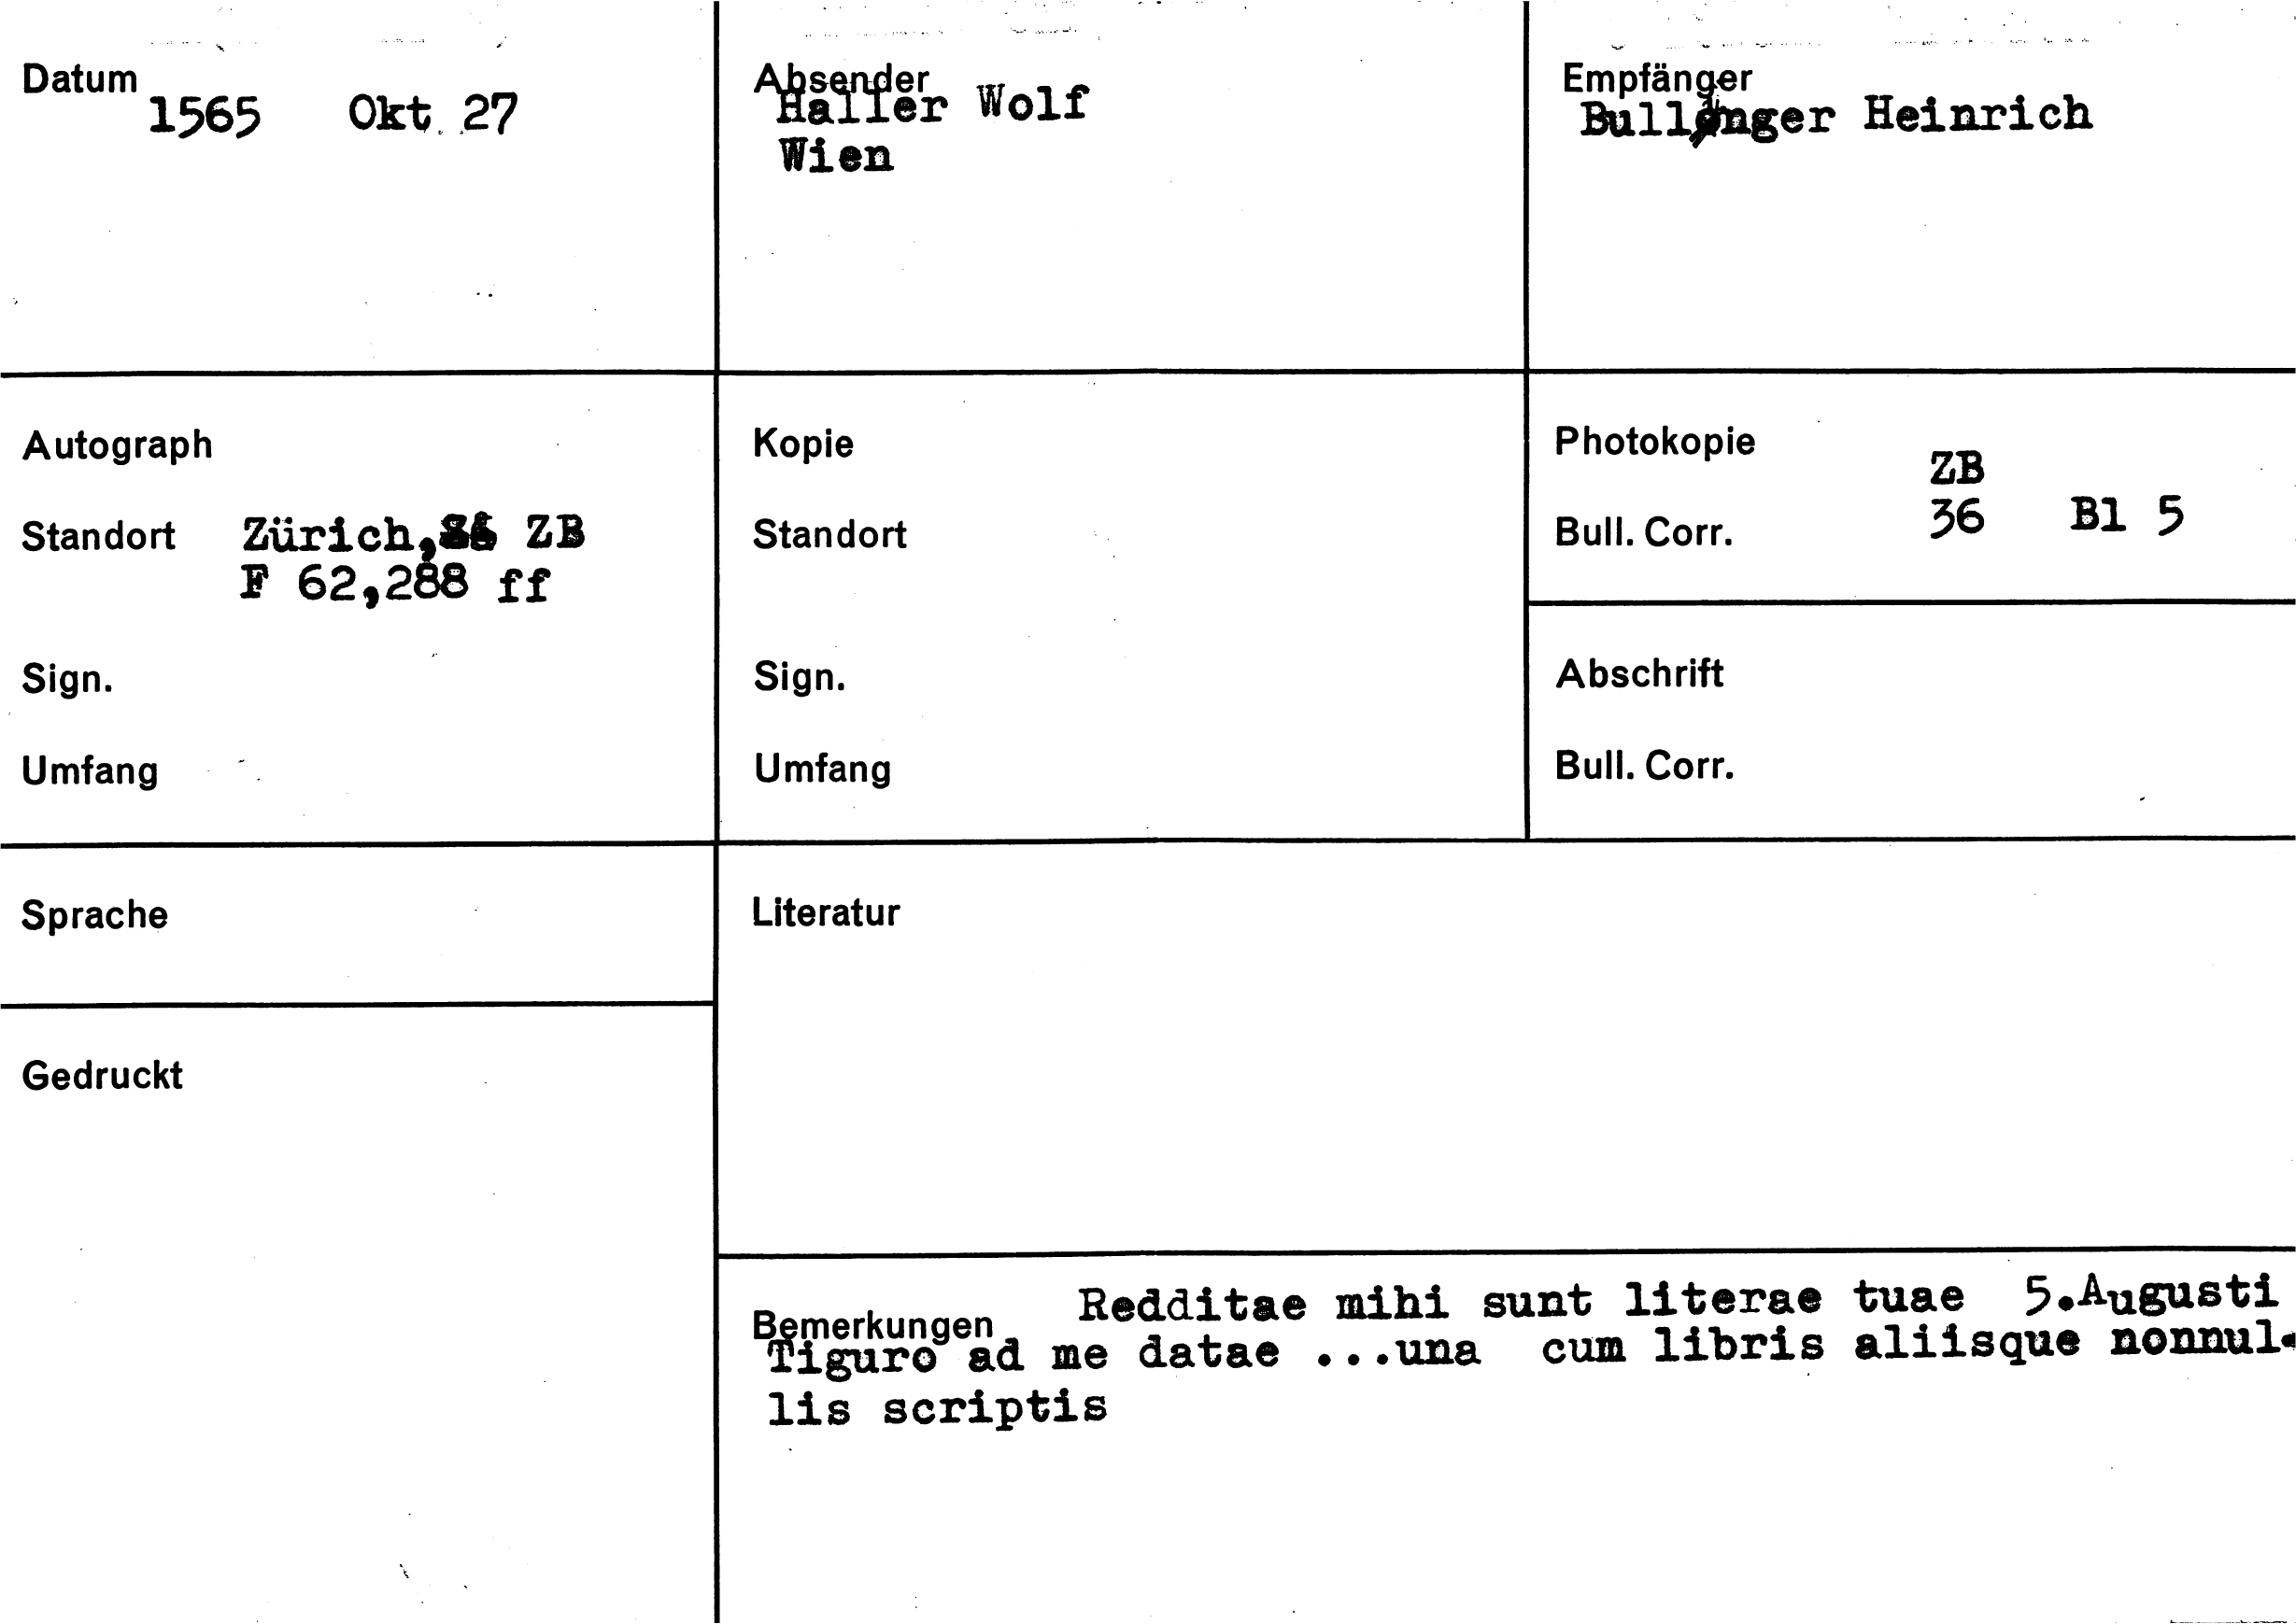 Datum
1565 Okt 27
Absender
Haller Wolf
Wien
Empfänger
Bullinger Heinrich
Autograph
Standort Zürich, ZB
F 62,288 ff
Sign.
Umfang
Kopie
Standort
Sign.
Umfang
Photokopie
ZB
Bull. Corr. 36 Bl 5
Abschrift
Bull. Corr.
Sprache
Gedruckt
Literatur
Bemerkungen Redditae mihi sunt literae tuae 5.Augusti
Tiguro ad me datae ...una cum libris aliisque nonnul-
lis scriptis